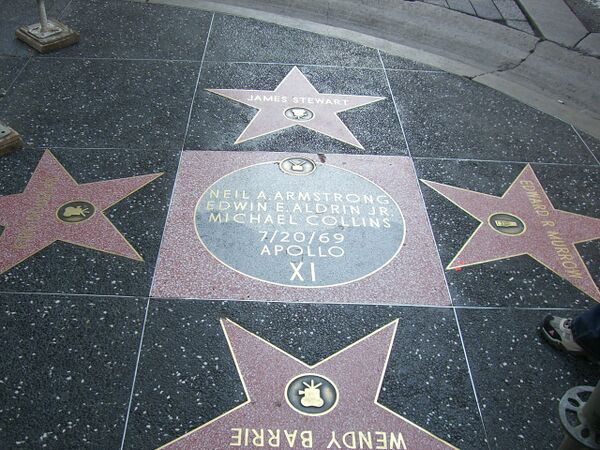 JAMES STEWART
NEIL A. ARMSTRONG
EDWIN E. ALDRIN JR.
MICHAEL COLLINS
7/20/69
APOLLO
XI
EDWARD R. MURROW
WENDY BARRIE